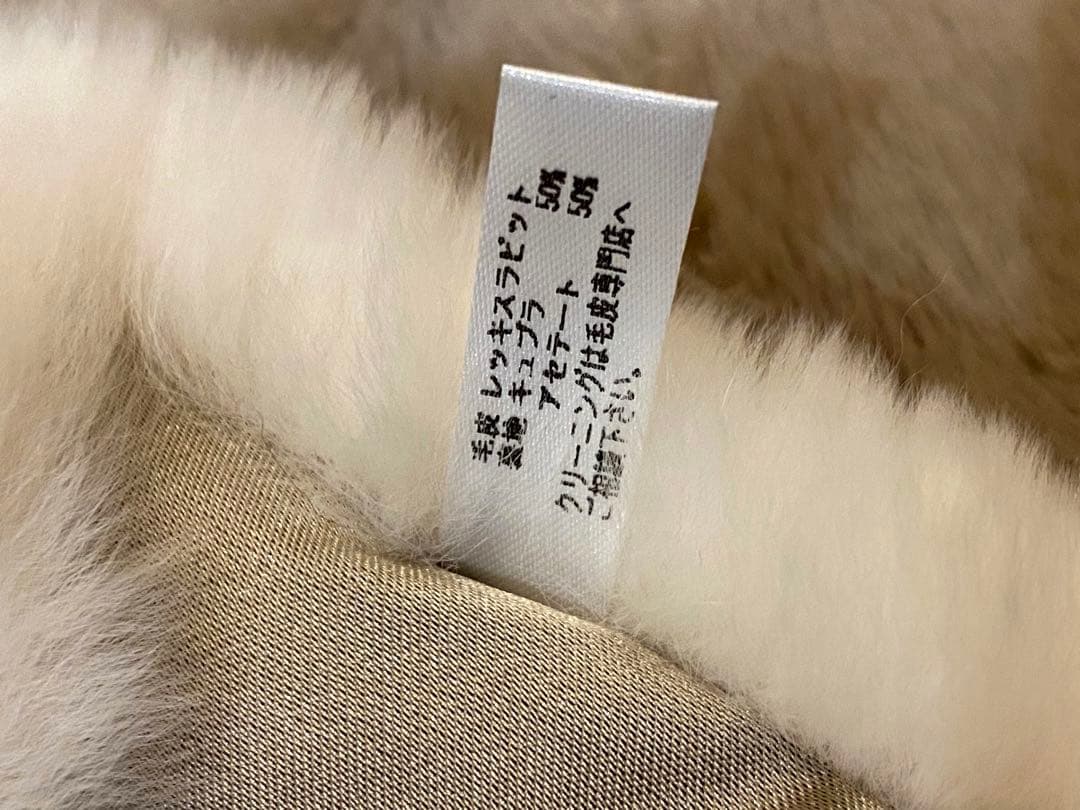 毛皮 レッキスラビット
裏地 キュプラ 50%
アセテート 50%
クリーニングは毛皮専門店へ
ご相談下さい。